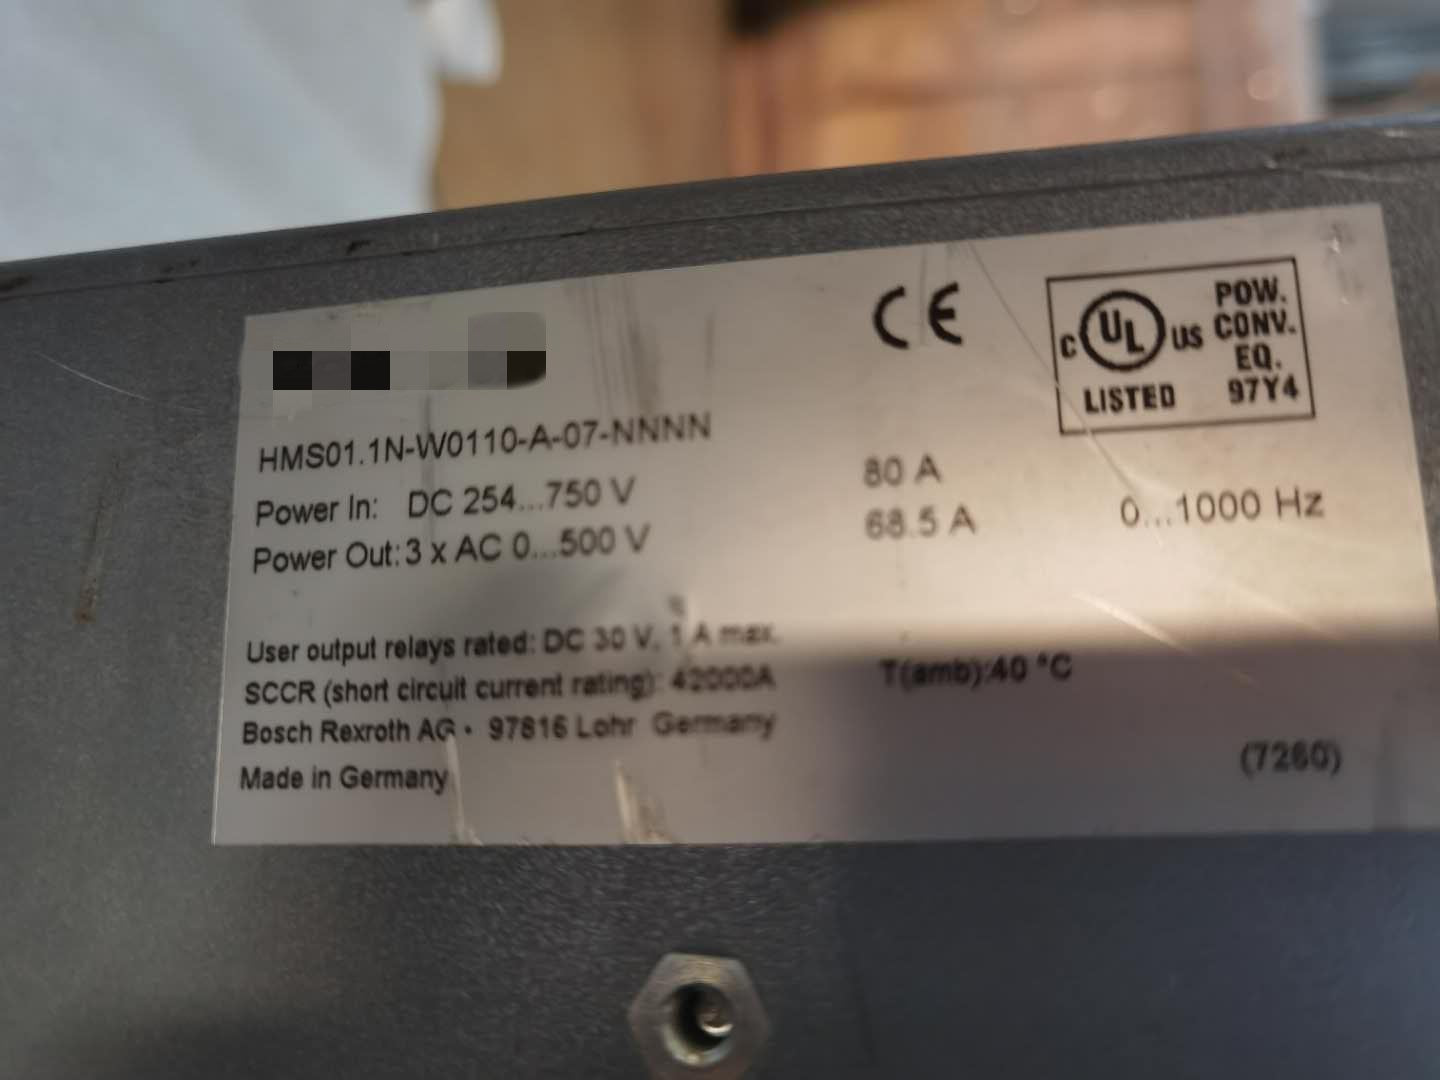 CE
C UL US LISTED
POW.
CONV.
EQ.
97Y4
HMS01.1N-W0110-A-07-NNNN
Power In: DC 254...750 V 80 A
Power Out: 3 x AC 0...500 V 68.5 A 0...1000 Hz
User output relays rated: DC 30 V, 1 A max.
SCCR (short circuit current rating): 42000A T(amb):40 °C
Bosch Rexroth AG • 97816 Lohr Germany
Made in Germany
(7260)